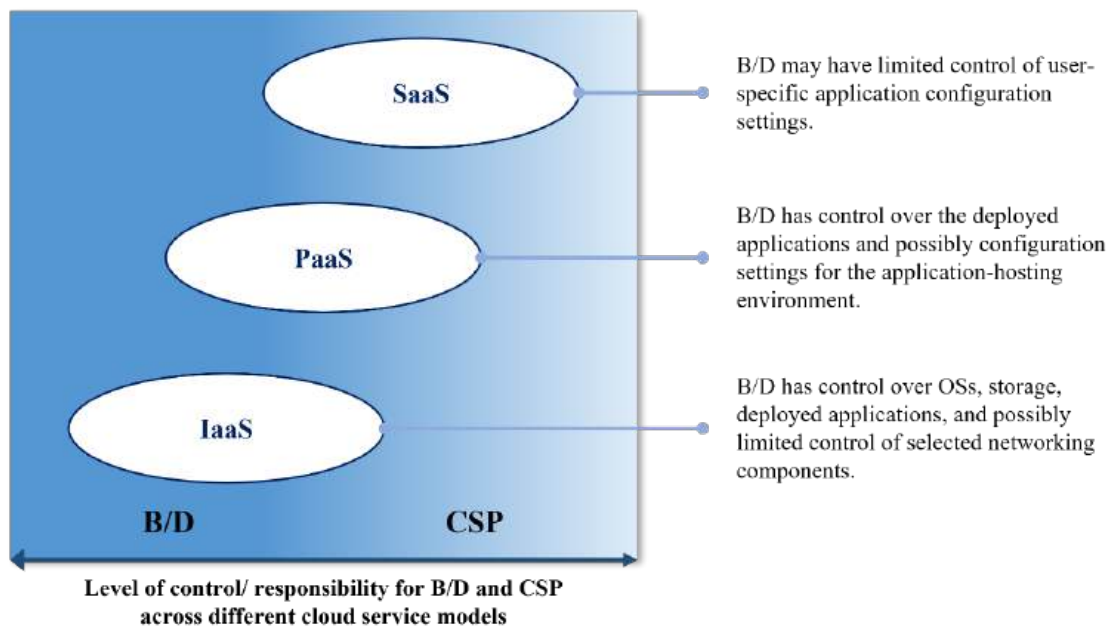 SaaS
B/D may have limited control of user-
specific application configuration
settings.
PaaS
B/D has control over the deployed
applications and possibly configuration
settings for the application-hosting
environment.
IaaS
B/D has control over OSs, storage,
deployed applications, and possibly
limited control of selected networking
components.
B/D
CSP
Level of control/ responsibility for B/D and CSP
across different cloud service models